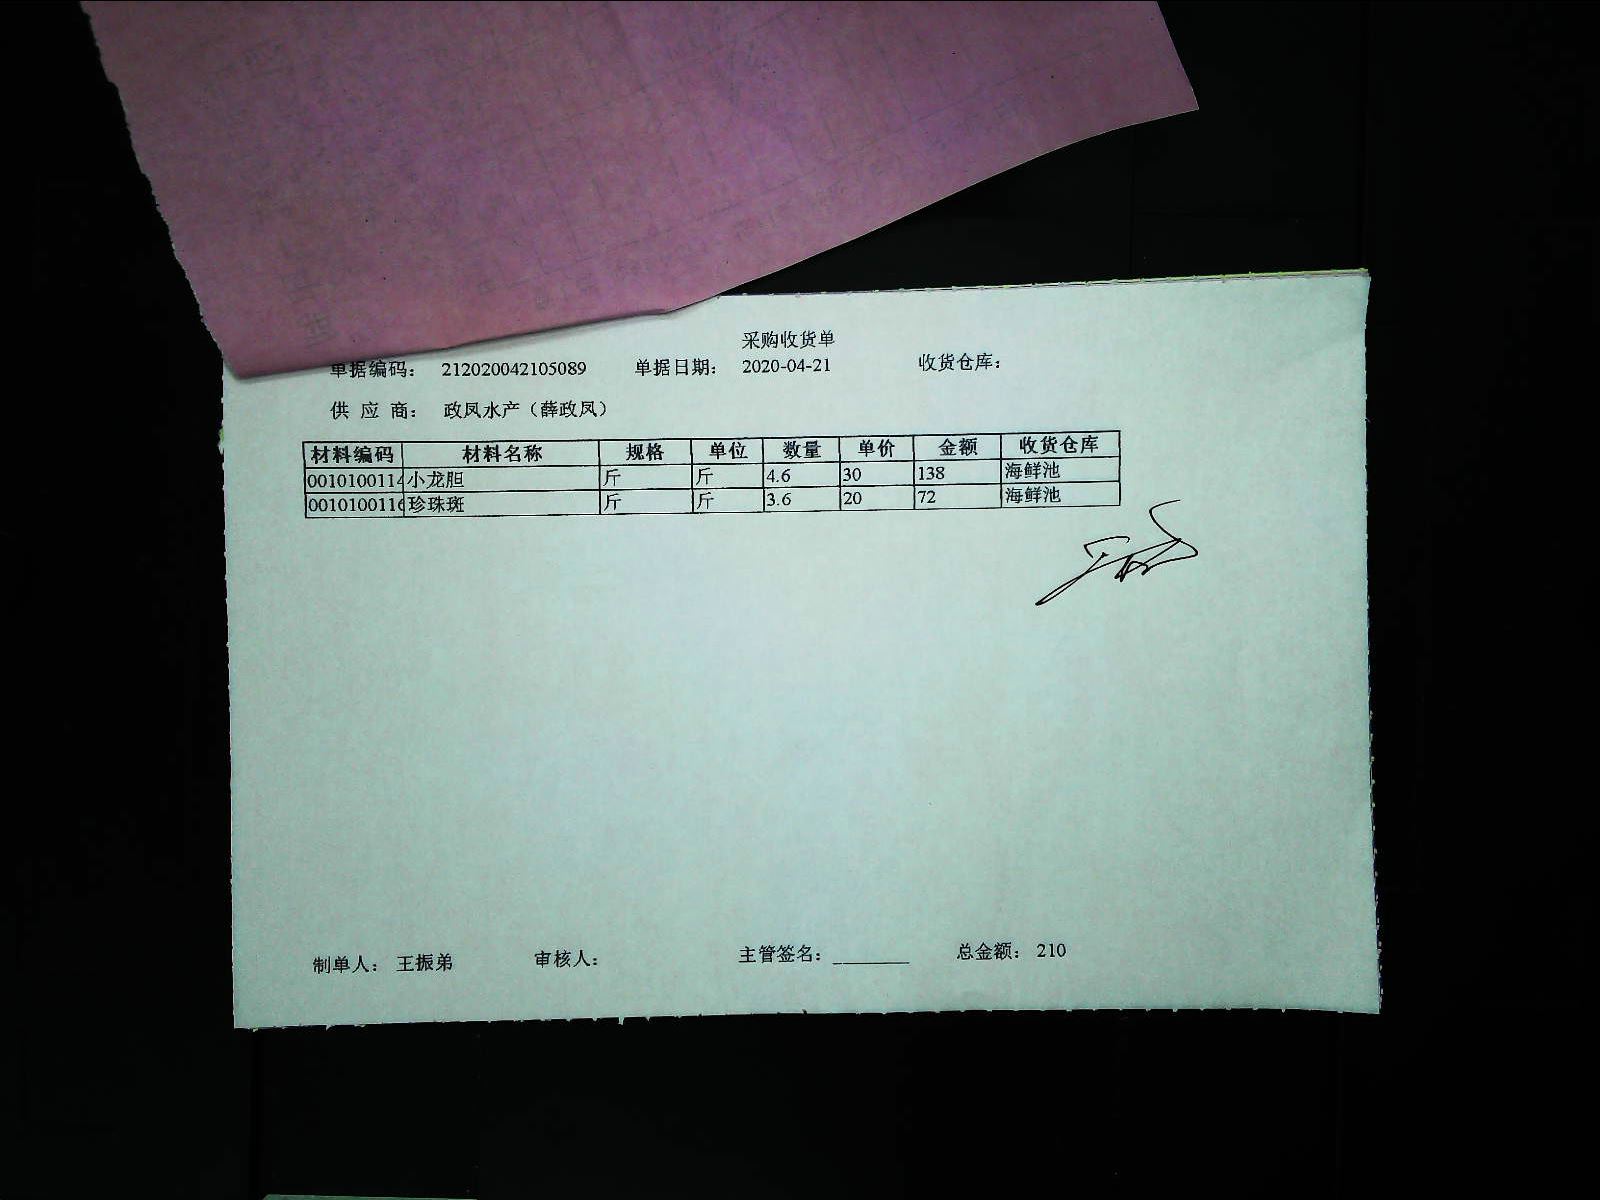 采购收货单
单据编码： 212020042105089 单据日期： 2020-04-21 收货仓库：
供 应 商： 政凤水产（薛政凤）
材料编码 材料名称 规格 单位 数量 单价 金额 收货仓库
0010100114 小龙胆 斤 斤 4.6 30 138 海鲜池
0010100116 珍珠斑 斤 斤 3.6 20 72 海鲜池
制单人： 王振弟 审核人： 主管签名：________ 总金额： 210